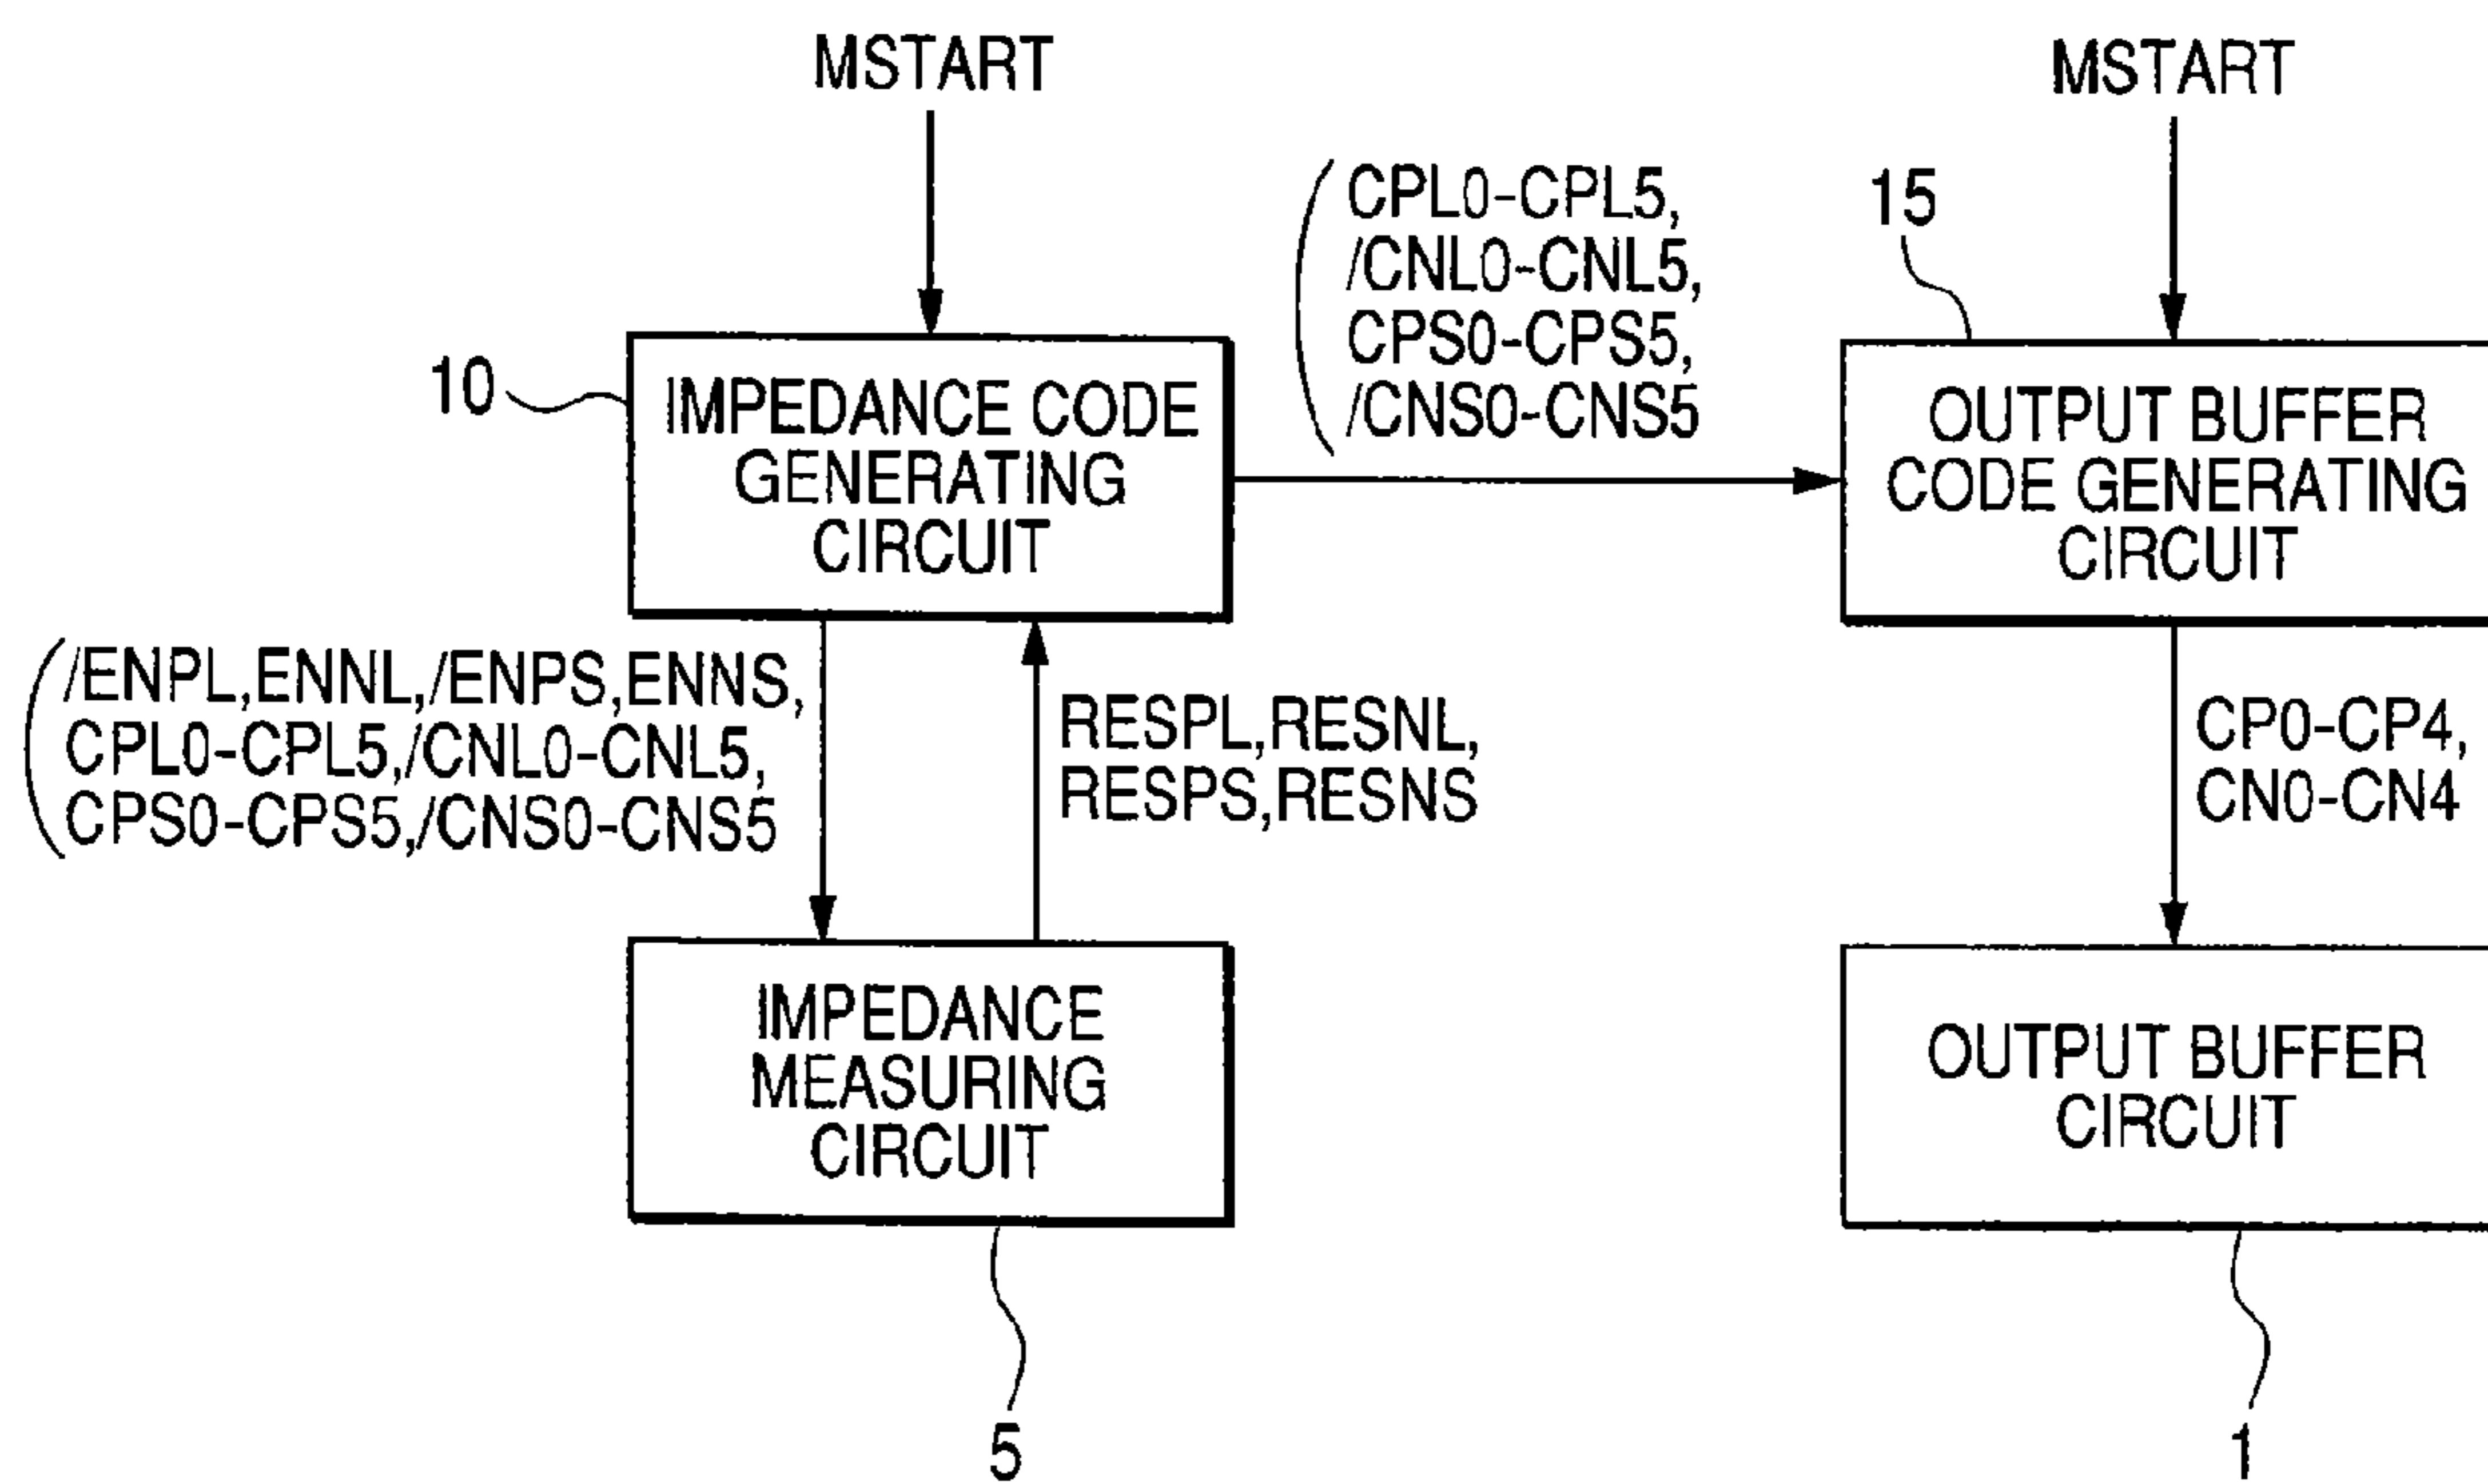 MSTART
MSTART
CPL0-CPL5,
/CNL0-CNL5,
CPS0-CPS5,
/CNS0-CNS5
15
10
IMPEDANCE CODE
GENERATING
CIRCUIT
OUTPUT BUFFER
CODE GENERATING
CIRCUIT
/ENPL,ENNL,/ENPS,ENNS,
CPL0-CPL5,/CNL0-CNL5,
CPS0-CPS5,/CNS0-CNS5
RESPL,RESNL,
RESPS,RESNS
CP0-CP4,
CN0-CN4
IMPEDANCE
MEASURING
CIRCUIT
OUTPUT BUFFER
CIRCUIT
5
1